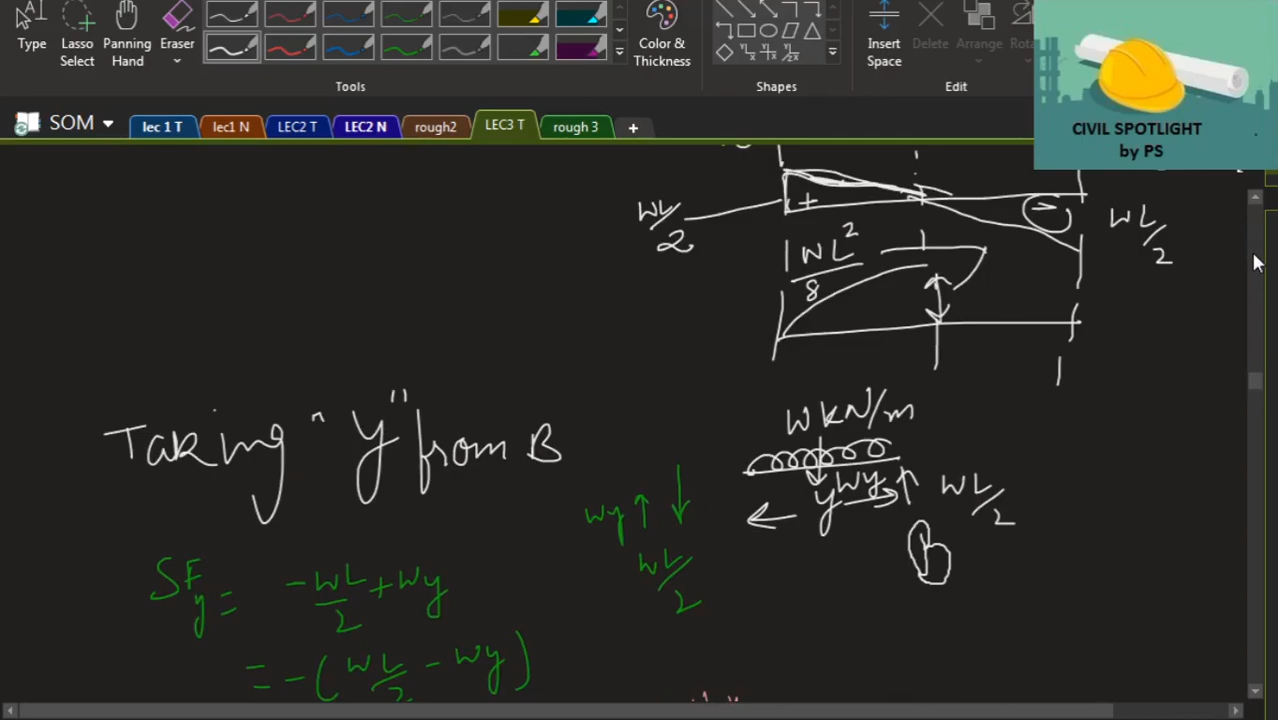 Type
Lasso
Select
Panning
Hand
Eraser
Color &
Thickness
Insert
Space
Delete
Arrange
Rota
Tools
Shapes
Edit
CIVIL SPOTLIGHT
by PS
SOM
lec 1 T
lec1 N
LEC2 T
LEC2 N
rough2
LEC3 T
rough 3
+
WL/2
+
-
WL/2
WL²/8
Taking "y" from B
W kN/m
y
Wy
WL/2
B
wy
WL/2
SFy = -WL/2 + Wy
= -(WL/2 - Wy)